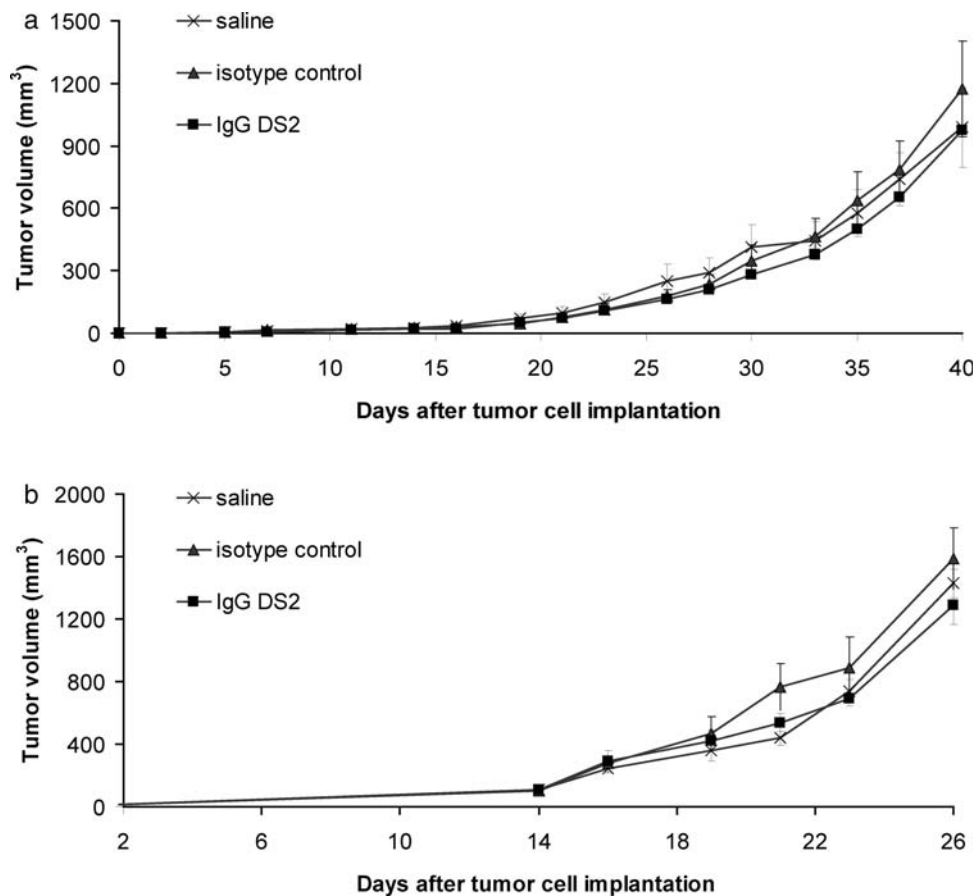 a
saline
isotype control
IgG DS2
Tumor volume (mm³)
1500
1200
900
600
300
0
0 5 10 15 20 25 30 35 40
Days after tumor cell implantation
b
saline
isotype control
IgG DS2
Tumor volume (mm³)
2000
1600
1200
800
400
0
2 6 10 14 18 22 26
Days after tumor cell implantation